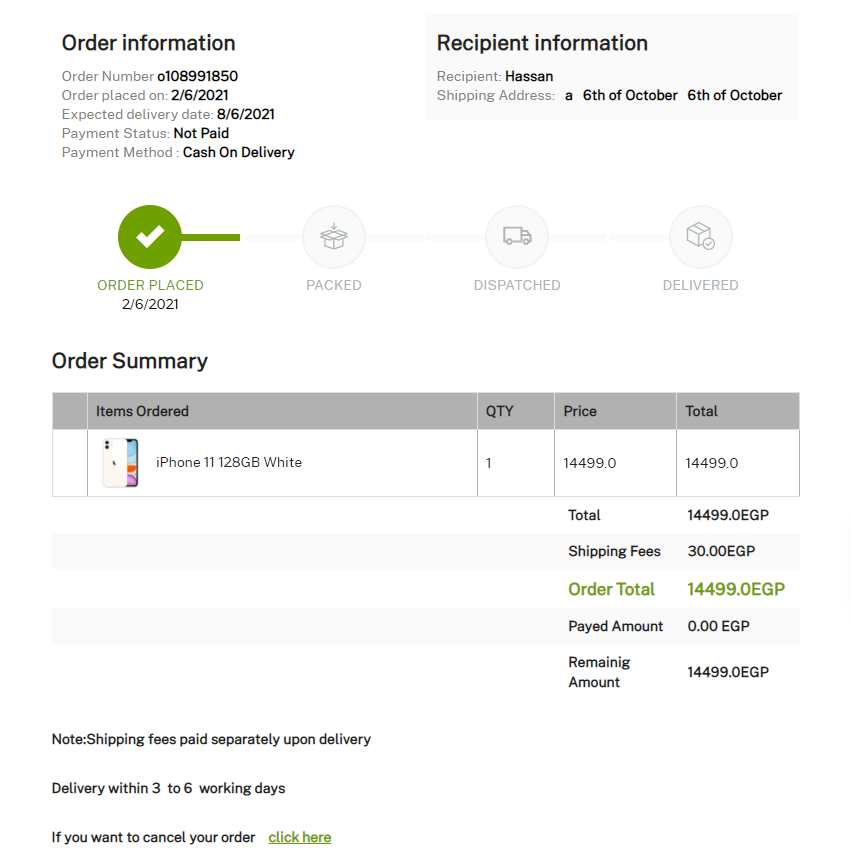 Order information
Order Number o108991850
Order placed on: 2/6/2021
Expected delivery date: 8/6/2021
Payment Status: Not Paid
Payment Method : Cash On Delivery
Recipient information
Recipient: Hassan
Shipping Address: a 6th of October 6th of October
ORDER PLACED
2/6/2021
PACKED
DISPATCHED
DELIVERED
Order Summary
Items Ordered QTY Price Total
iPhone 11 128GB White 1 14499.0 14499.0
Total 14499.0EGP
Shipping Fees 30.00EGP
Order Total 14499.0EGP
Payed Amount 0.00 EGP
Remainig
Amount 14499.0EGP
Note:Shipping fees paid separately upon delivery
Delivery within 3 to 6 working days
If you want to cancel your order click here